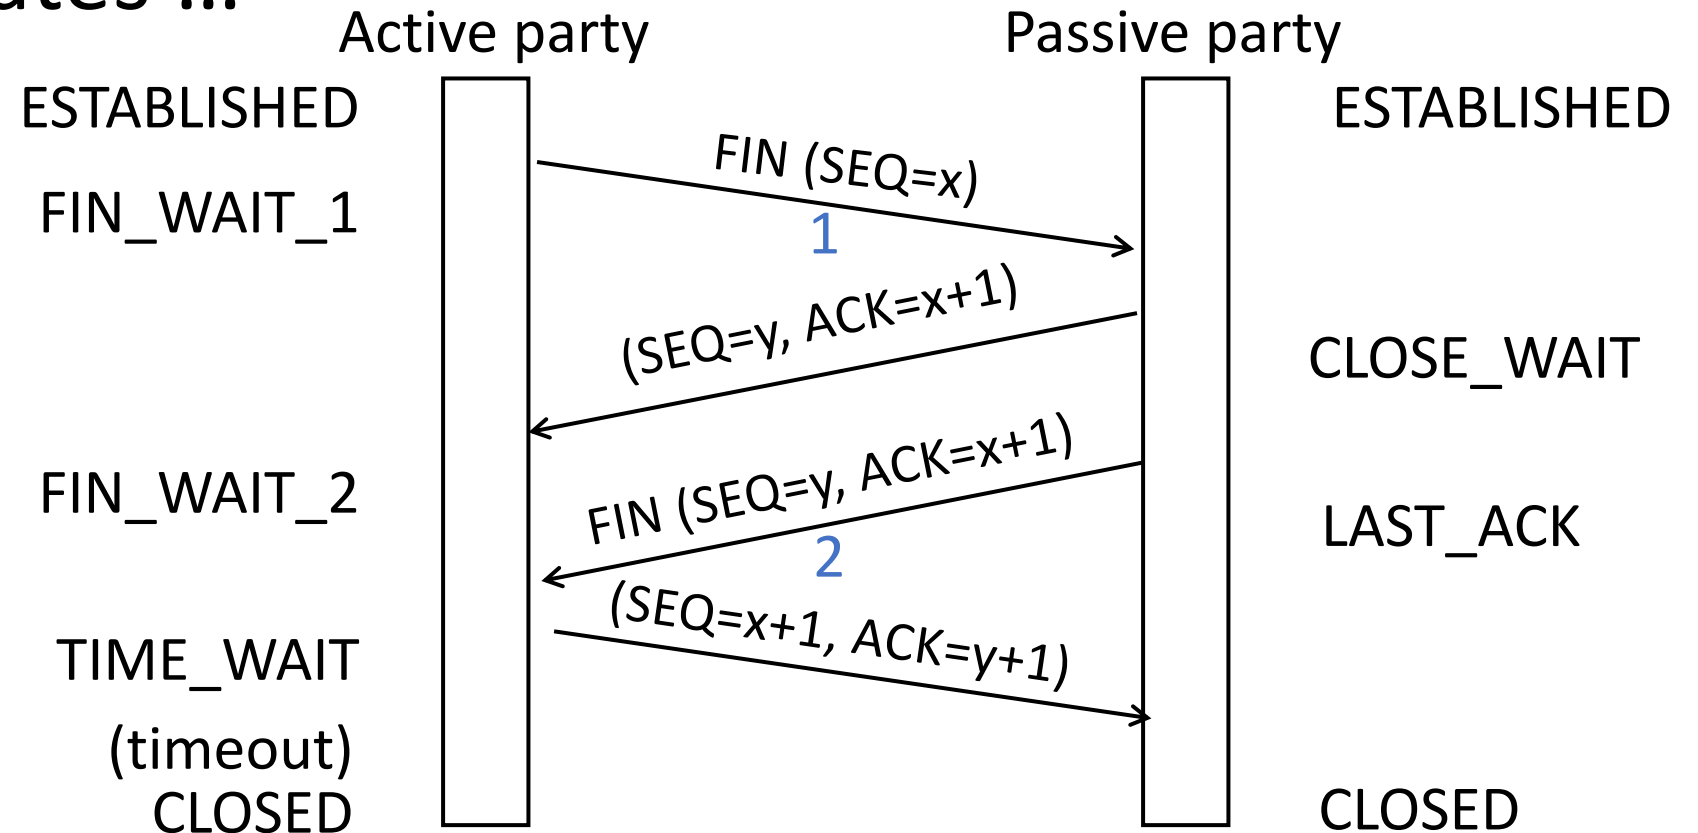 Active party
Passive party
ESTABLISHED
ESTABLISHED
FIN (SEQ=x)
FIN_WAIT_1
1
(SEQ=y, ACK=x+1)
CLOSE_WAIT
FIN (SEQ=y, ACK=x+1)
FIN_WAIT_2
LAST_ACK
2
(SEQ=x+1, ACK=y+1)
TIME_WAIT
(timeout)
CLOSED
CLOSED